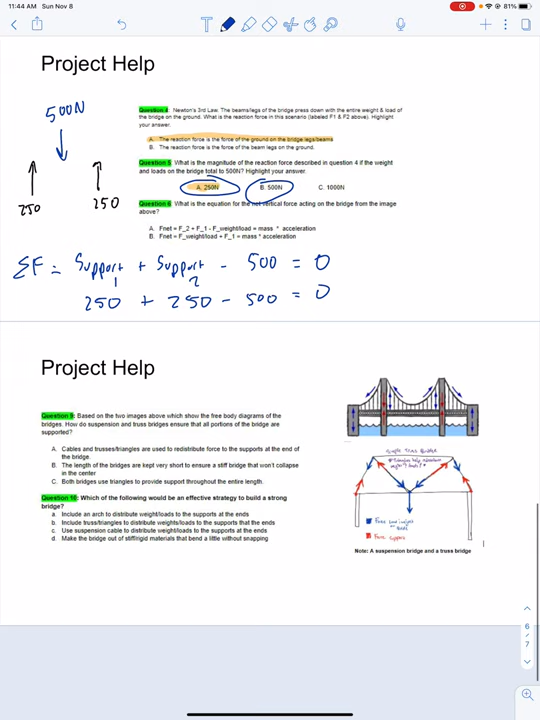 11:44 AM Sun Nov 8
81%
Project Help
Question 4: Newton's 3rd Law. The beams/legs of the bridge press down with the entire weight & load of
the bridge on the ground. What is the reaction force in this scenario (labeled F1 & F2 above). Highlight
your answer.
A. The reaction force is the force of the ground on the bridge legs/beams
B. The reaction force is the force of the beam legs on the ground.
500N
250
250
Question 5: What is the magnitude of the reaction force described in question 4 if the weight
and loads on the bridge total to 500N? Highlight your answer.
A. 250N B. 500N C. 1000N
Question 6: What is the equation for the net vertical force acting on the bridge from the image
above?
A. Fnet = F_2 + F_1 - F_weight/load = mass * acceleration
B. Fnet = F_weight/load + F_1 = mass * acceleration
ΣF = Support 1 + Support 2 - 500 = 0
250 + 250 - 500 = 0
Project Help
Question 9: Based on the two images above which show the free body diagrams of the
bridges. How do suspension and truss bridges ensure that all portions of the bridge are
supported?
A. Cables and trusses/triangles are used to redistribute force to the supports at the end of
the bridge.
B. The length of the bridges are kept very short to ensure a stiff bridge that won't collapse
in the center
C. Both bridges use triangles to provide support throughout the entire length.
Question 10: Which of the following would be an effective strategy to build a strong
bridge?
a. Include an arch to distribute weight/loads to the supports at the ends
b. Include truss/triangles to distribute weights/loads to the supports that the ends
c. Use suspension cable to distribute weight/loads to the supports at the ends
d. Make the bridge out of stiff/rigid materials that bend a little without snapping
Simple Truss Bridge
Note: A suspension bridge and a truss bridge
6
/
7